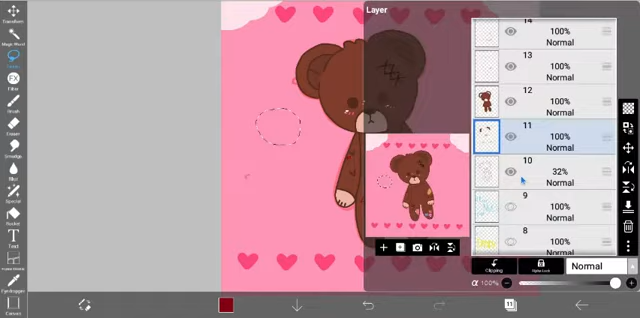 Transform
Magic Wand
Lasso
FX
Filter
Brush
Eraser
Smudge
Blur
Special
Bucket
T
Text
Eyedropper
Canvas
Layer
14
100%
Normal
13
100%
Normal
12
100%
Normal
11
100%
Normal
10
32%
Normal
9
100%
Normal
8
100%
Normal
Clipping
Alpha Lock
Normal
α 100%
11